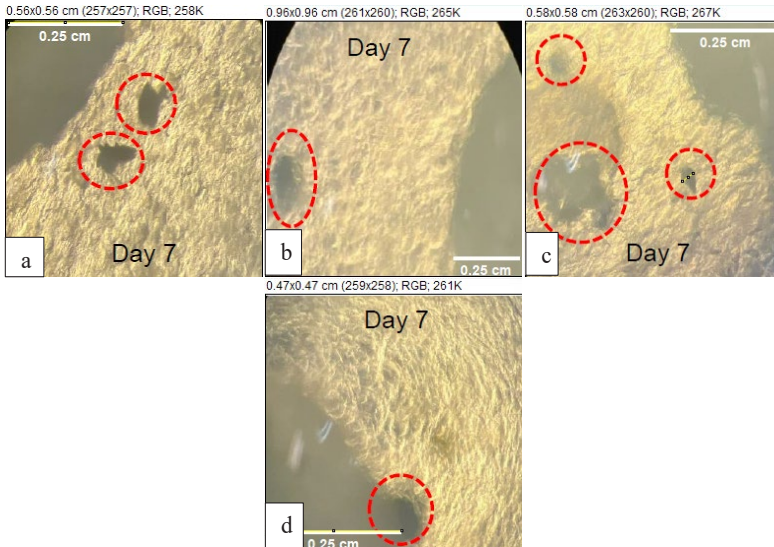 0.56x0.56 cm (257x257); RGB; 258K
0.25 cm
Day 7
a
0.96x0.96 cm (261x260); RGB; 265K
Day 7
0.25 cm
b
0.58x0.58 cm (263x260); RGB; 267K
0.25 cm
Day 7
c
0.47x0.47 cm (259x258); RGB; 261K
Day 7
d
0.25 cm